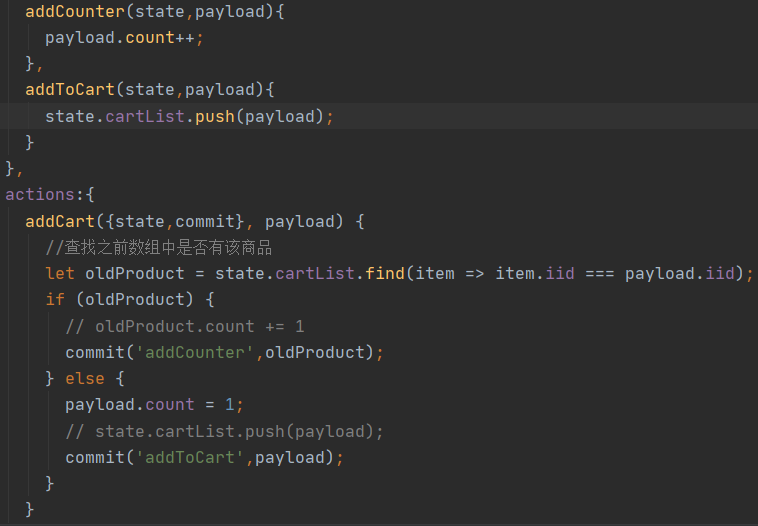 addCounter(state,payload){
payload.count++;
},
addToCart(state,payload){
state.cartList.push(payload);
}
},
actions:{
addCart({state,commit}, payload) {
//查找之前数组中是否有该商品
let oldProduct = state.cartList.find(item => item.iid === payload.iid);
if (oldProduct) {
// oldProduct.count += 1
commit('addCounter',oldProduct);
} else {
payload.count = 1;
// state.cartList.push(payload);
commit('addToCart',payload);
}
}